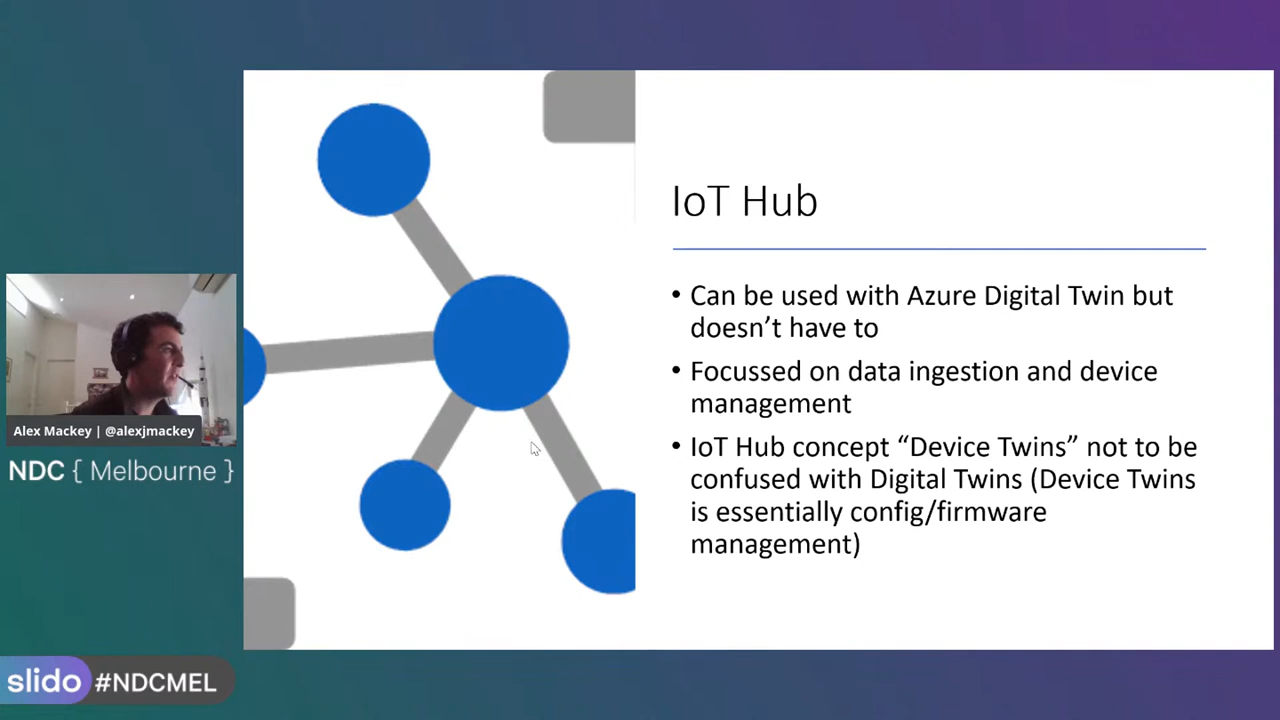 IoT Hub
• Can be used with Azure Digital Twin but
doesn’t have to
• Focussed on data ingestion and device
management
• IoT Hub concept “Device Twins” not to be
confused with Digital Twins (Device Twins
is essentially config/firmware
management)
Alex Mackey | @alexjmackey
NDC { Melbourne }
slido #NDCMEL